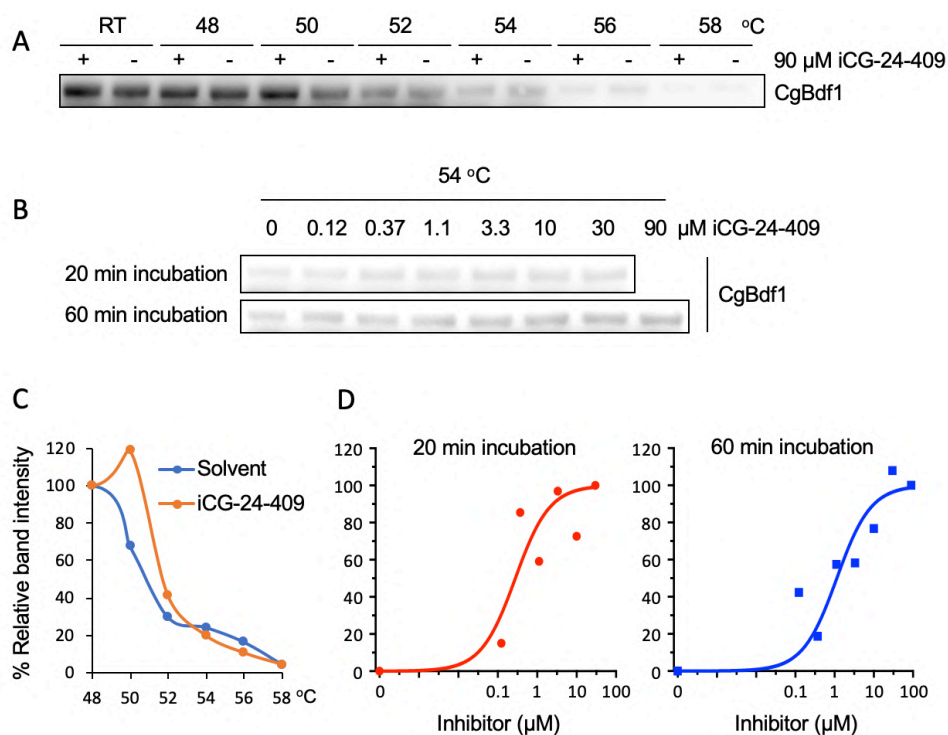 A
RT 48 50 52 54 56 58 ºC
+ - + - + - + - + - + - + - 90 µM iCG-24-409
CgBdf1
54 ºC
B
0 0.12 0.37 1.1 3.3 10 30 90 µM iCG-24-409
20 min incubation
CgBdf1
60 min incubation
C
% Relative band intensity
120
100
80
60
40
20
0
48 50 52 54 56 58 ºC
Solvent
iCG-24-409
D
20 min incubation
120
100
80
60
40
20
0
0 0.1 1 10 100
Inhibitor (µM)
60 min incubation
120
100
80
60
40
20
0
0 0.1 1 10 100
Inhibitor (µM)